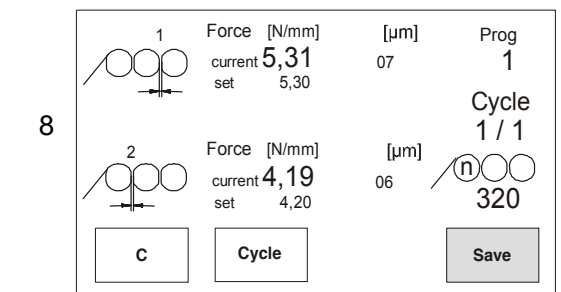 8
1
Force [N/mm] [µm]
current 5,31 07
set 5,30
Prog
1
Cycle
1 / 1
2
Force [N/mm] [µm]
current 4,19 06
set 4,20
n
320
C
Cycle
Save